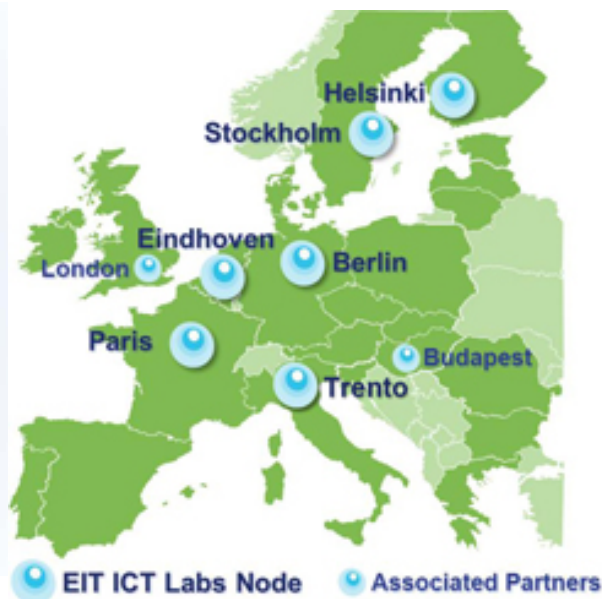 Helsinki
Stockholm
Eindhoven
London
Berlin
Paris
Budapest
Trento
EIT ICT Labs Node
Associated Partners